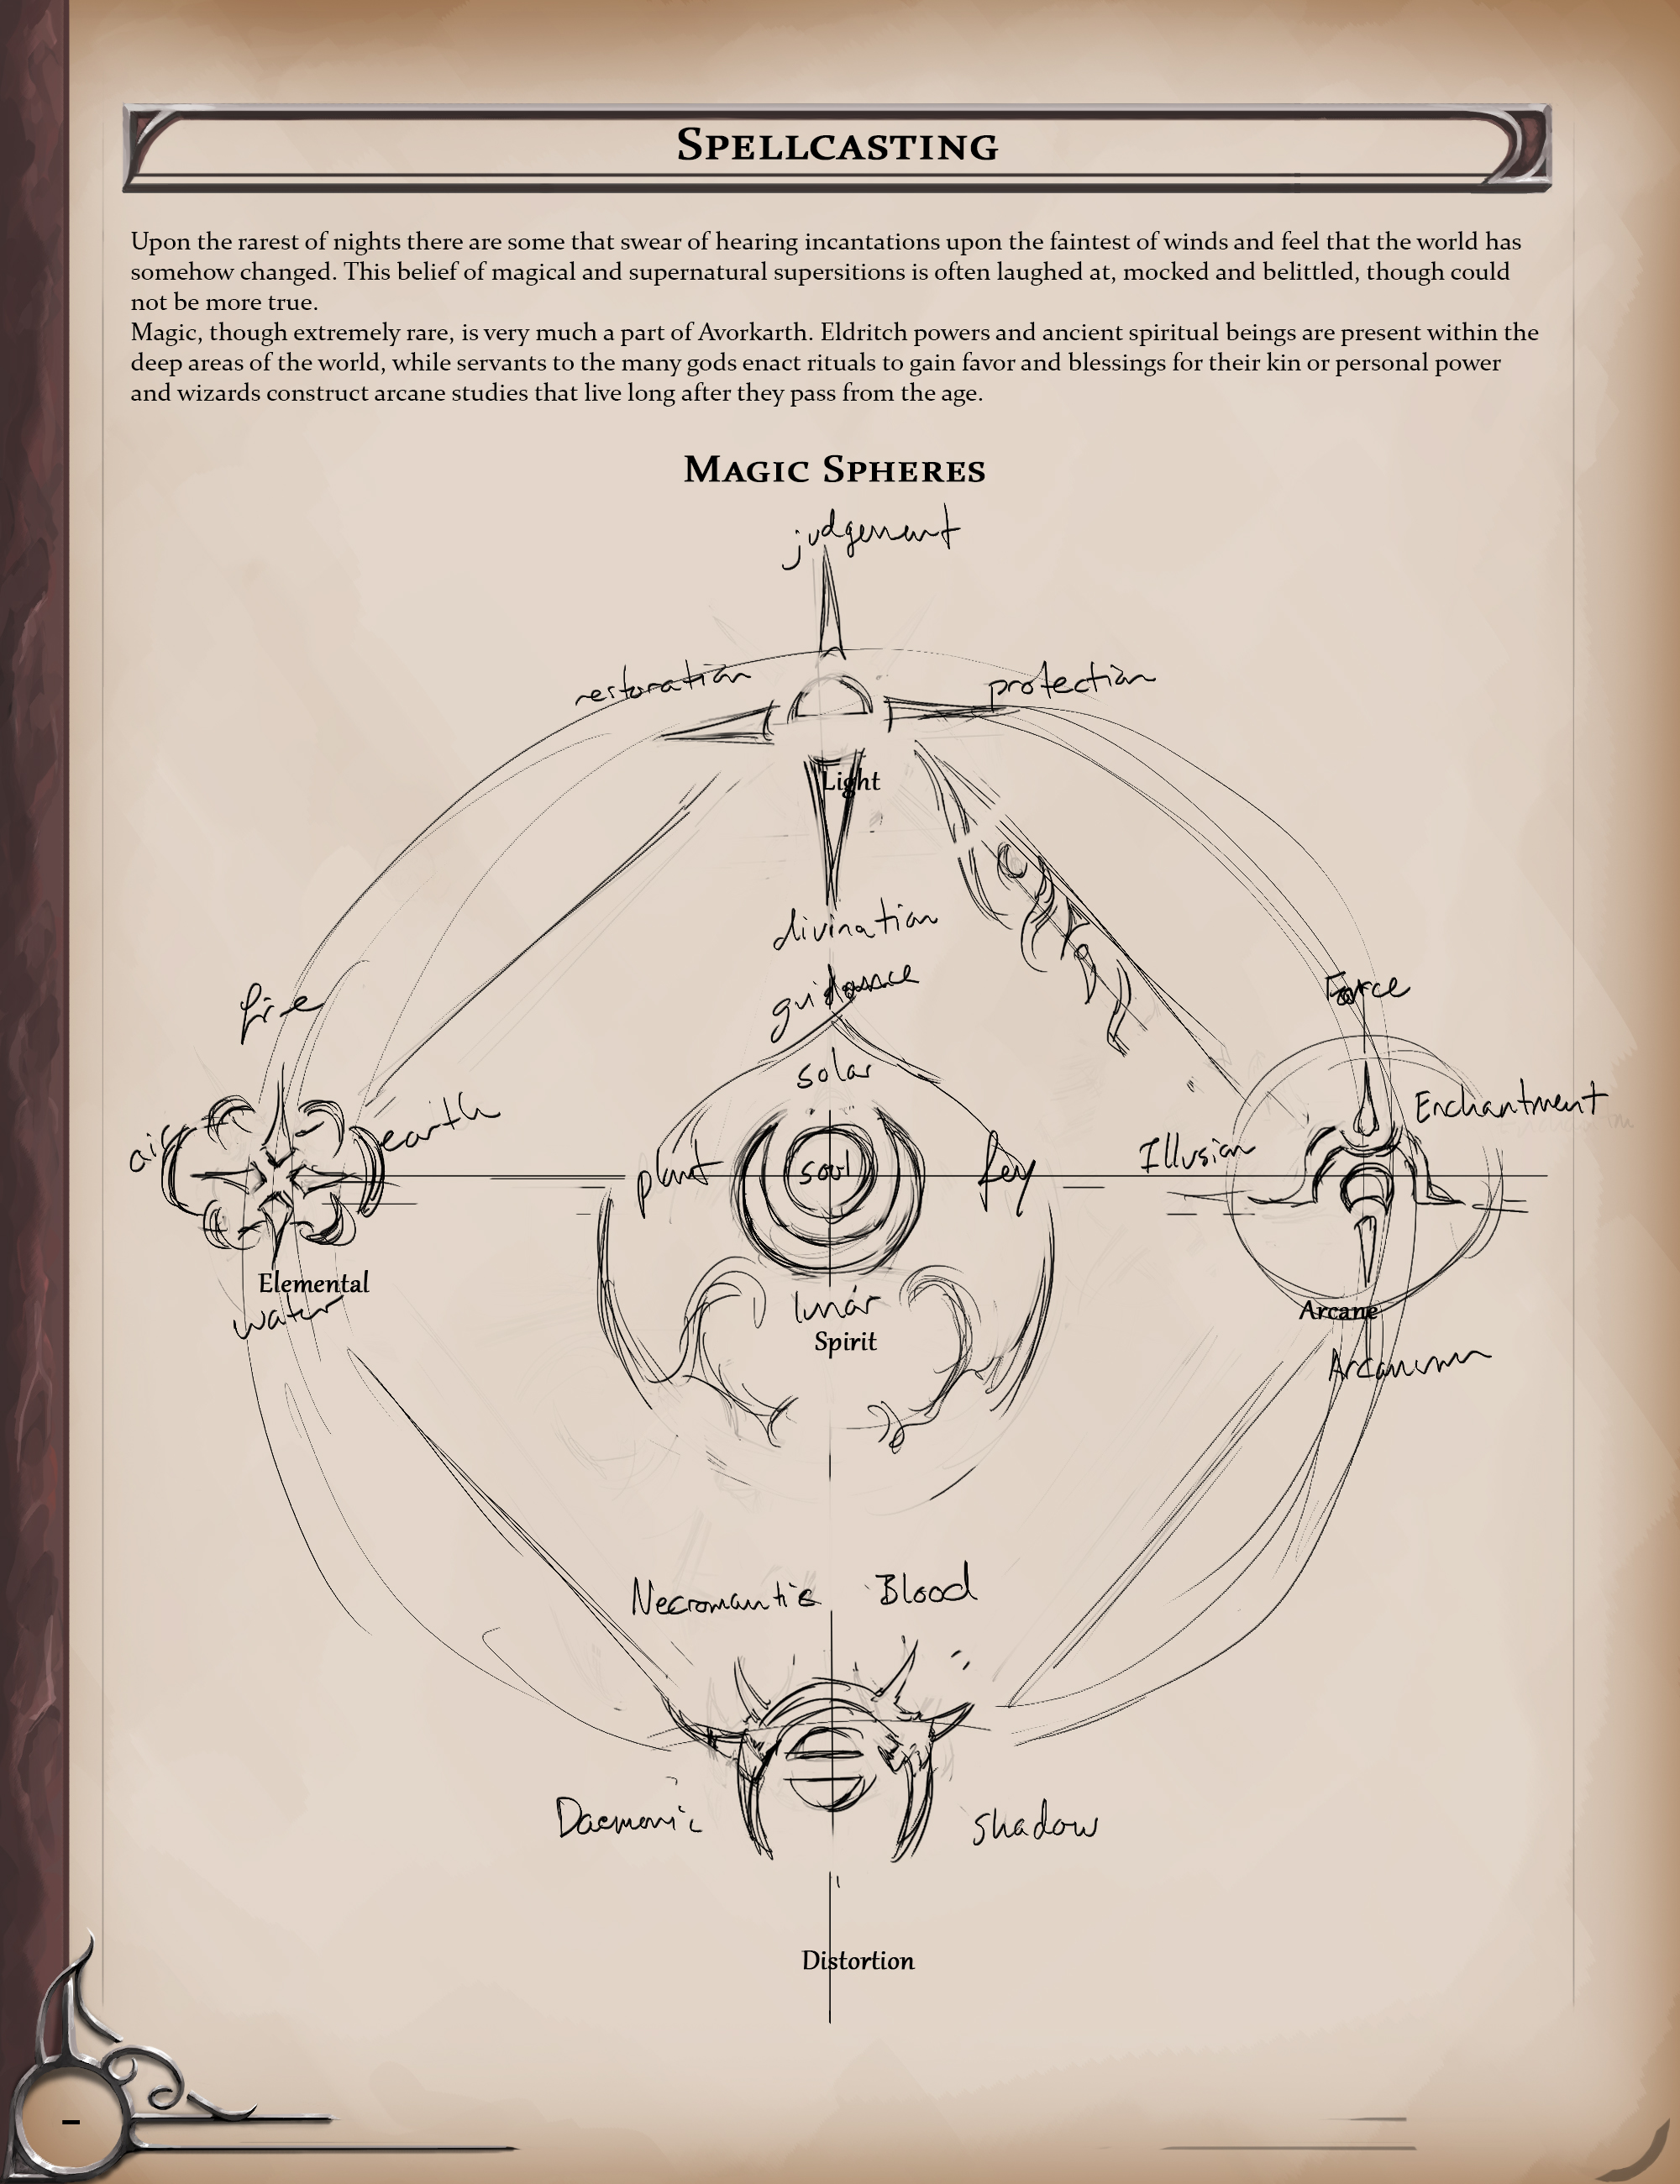 Spellcasting
Upon the rarest of nights there are some that swear of hearing incantations upon the faintest of winds and feel that the world has
somehow changed. This belief of magical and supernatural supersitions is often laughed at, mocked and belittled, though could
not be more true.
Magic, though extremely rare, is very much a part of Avorkarth. Eldritch powers and ancient spiritual beings are present within the
deep areas of the world, while servants to the many gods enact rituals to gain favor and blessings for their kin or personal power
and wizards construct arcane studies that live long after they pass from the age.
Magic Spheres
judgement
restoration
protection
Light
divination
guidance
fire
Force
solar
air
earth
Enchantment
plant
soul
fey
Illusion
Elemental
water
lunar
Spirit
Arcane
Arcanum
Necromantic
Blood
Daemonic
shadow
Distortion
-